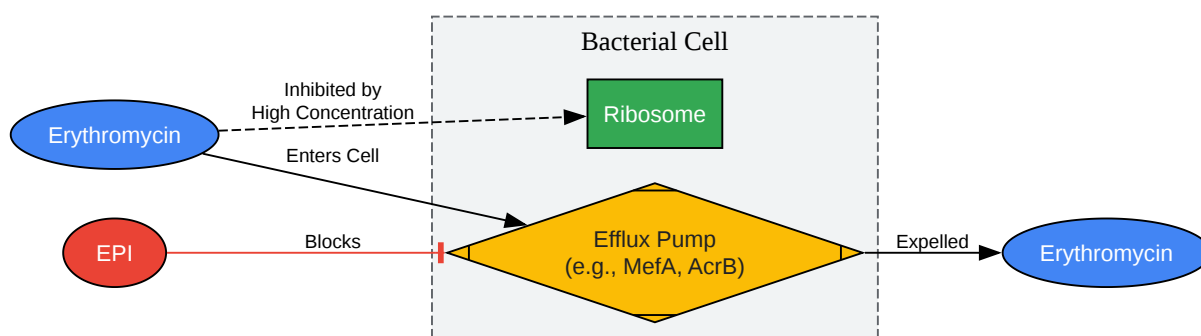 Bacterial Cell
Inhibited by
High Concentration
Erythromycin
Ribosome
Enters Cell
EPI
Blocks
Efflux Pump
(e.g., MefA, AcrB)
Expelled
Erythromycin